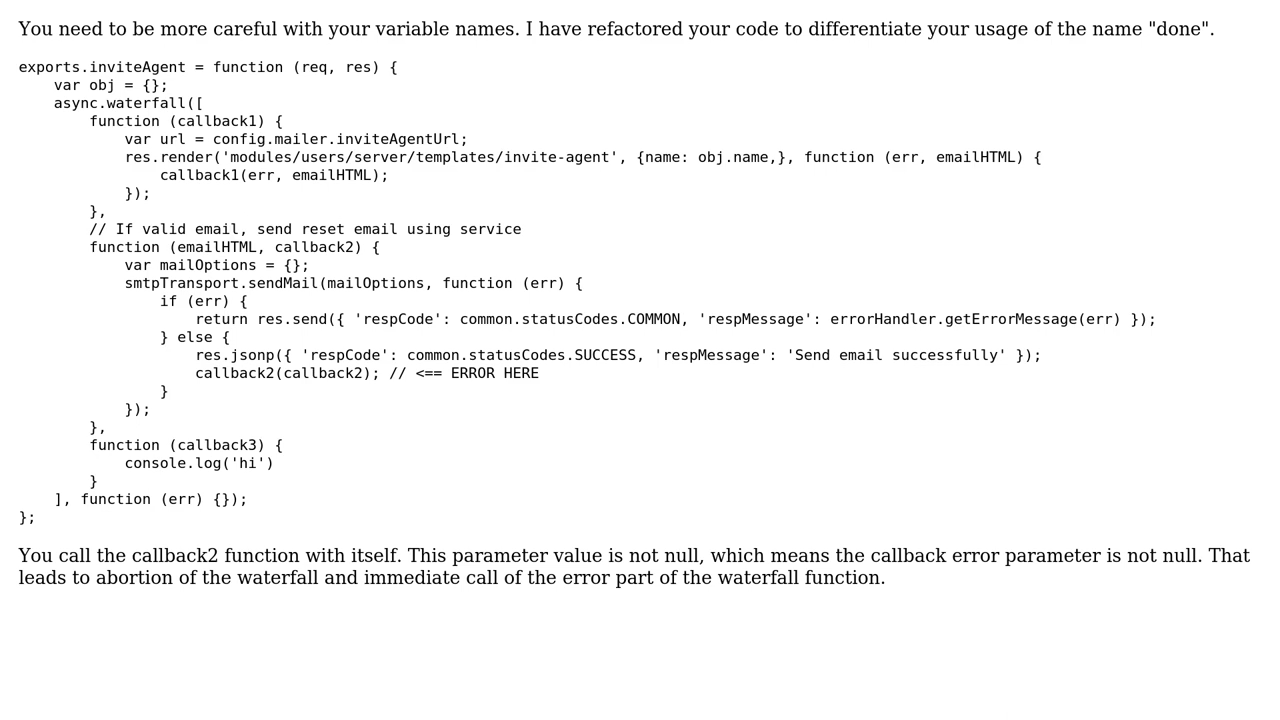 You need to be more careful with your variable names. I have refactored your code to differentiate your usage of the name "done".
exports.inviteAgent = function (req, res) {
    var obj = {};
    async.waterfall([
        function (callback1) {
            var url = config.mailer.inviteAgentUrl;
            res.render('modules/users/server/templates/invite-agent', {name: obj.name,}, function (err, emailHTML) {
                callback1(err, emailHTML);
            });
        },
        // If valid email, send reset email using service
        function (emailHTML, callback2) {
            var mailOptions = {};
            smtpTransport.sendMail(mailOptions, function (err) {
                if (err) {
                    return res.send({ 'respCode': common.statusCodes.COMMON, 'respMessage': errorHandler.getErrorMessage(err) });
                } else {
                    res.jsonp({ 'respCode': common.statusCodes.SUCCESS, 'respMessage': 'Send email successfully' });
                    callback2(callback2); // <== ERROR HERE
                }
            });
        },
        function (callback3) {
            console.log('hi')
        }
    ], function (err) {});
};
You call the callback2 function with itself. This parameter value is not null, which means the callback error parameter is not null. That
leads to abortion of the waterfall and immediate call of the error part of the waterfall function.